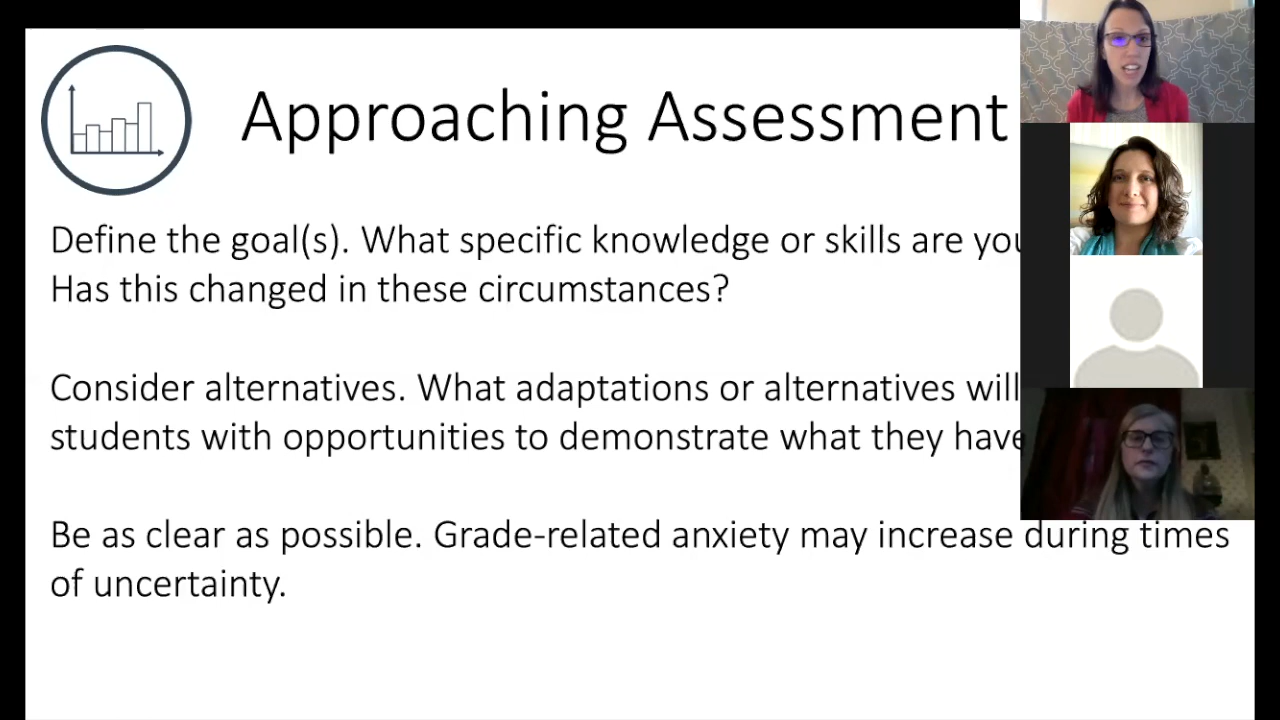 Approaching Assessment
Define the goal(s). What specific knowledge or skills are you
Has this changed in these circumstances?
Consider alternatives. What adaptations or alternatives will
students with opportunities to demonstrate what they have
Be as clear as possible. Grade-related anxiety may increase during times
of uncertainty.